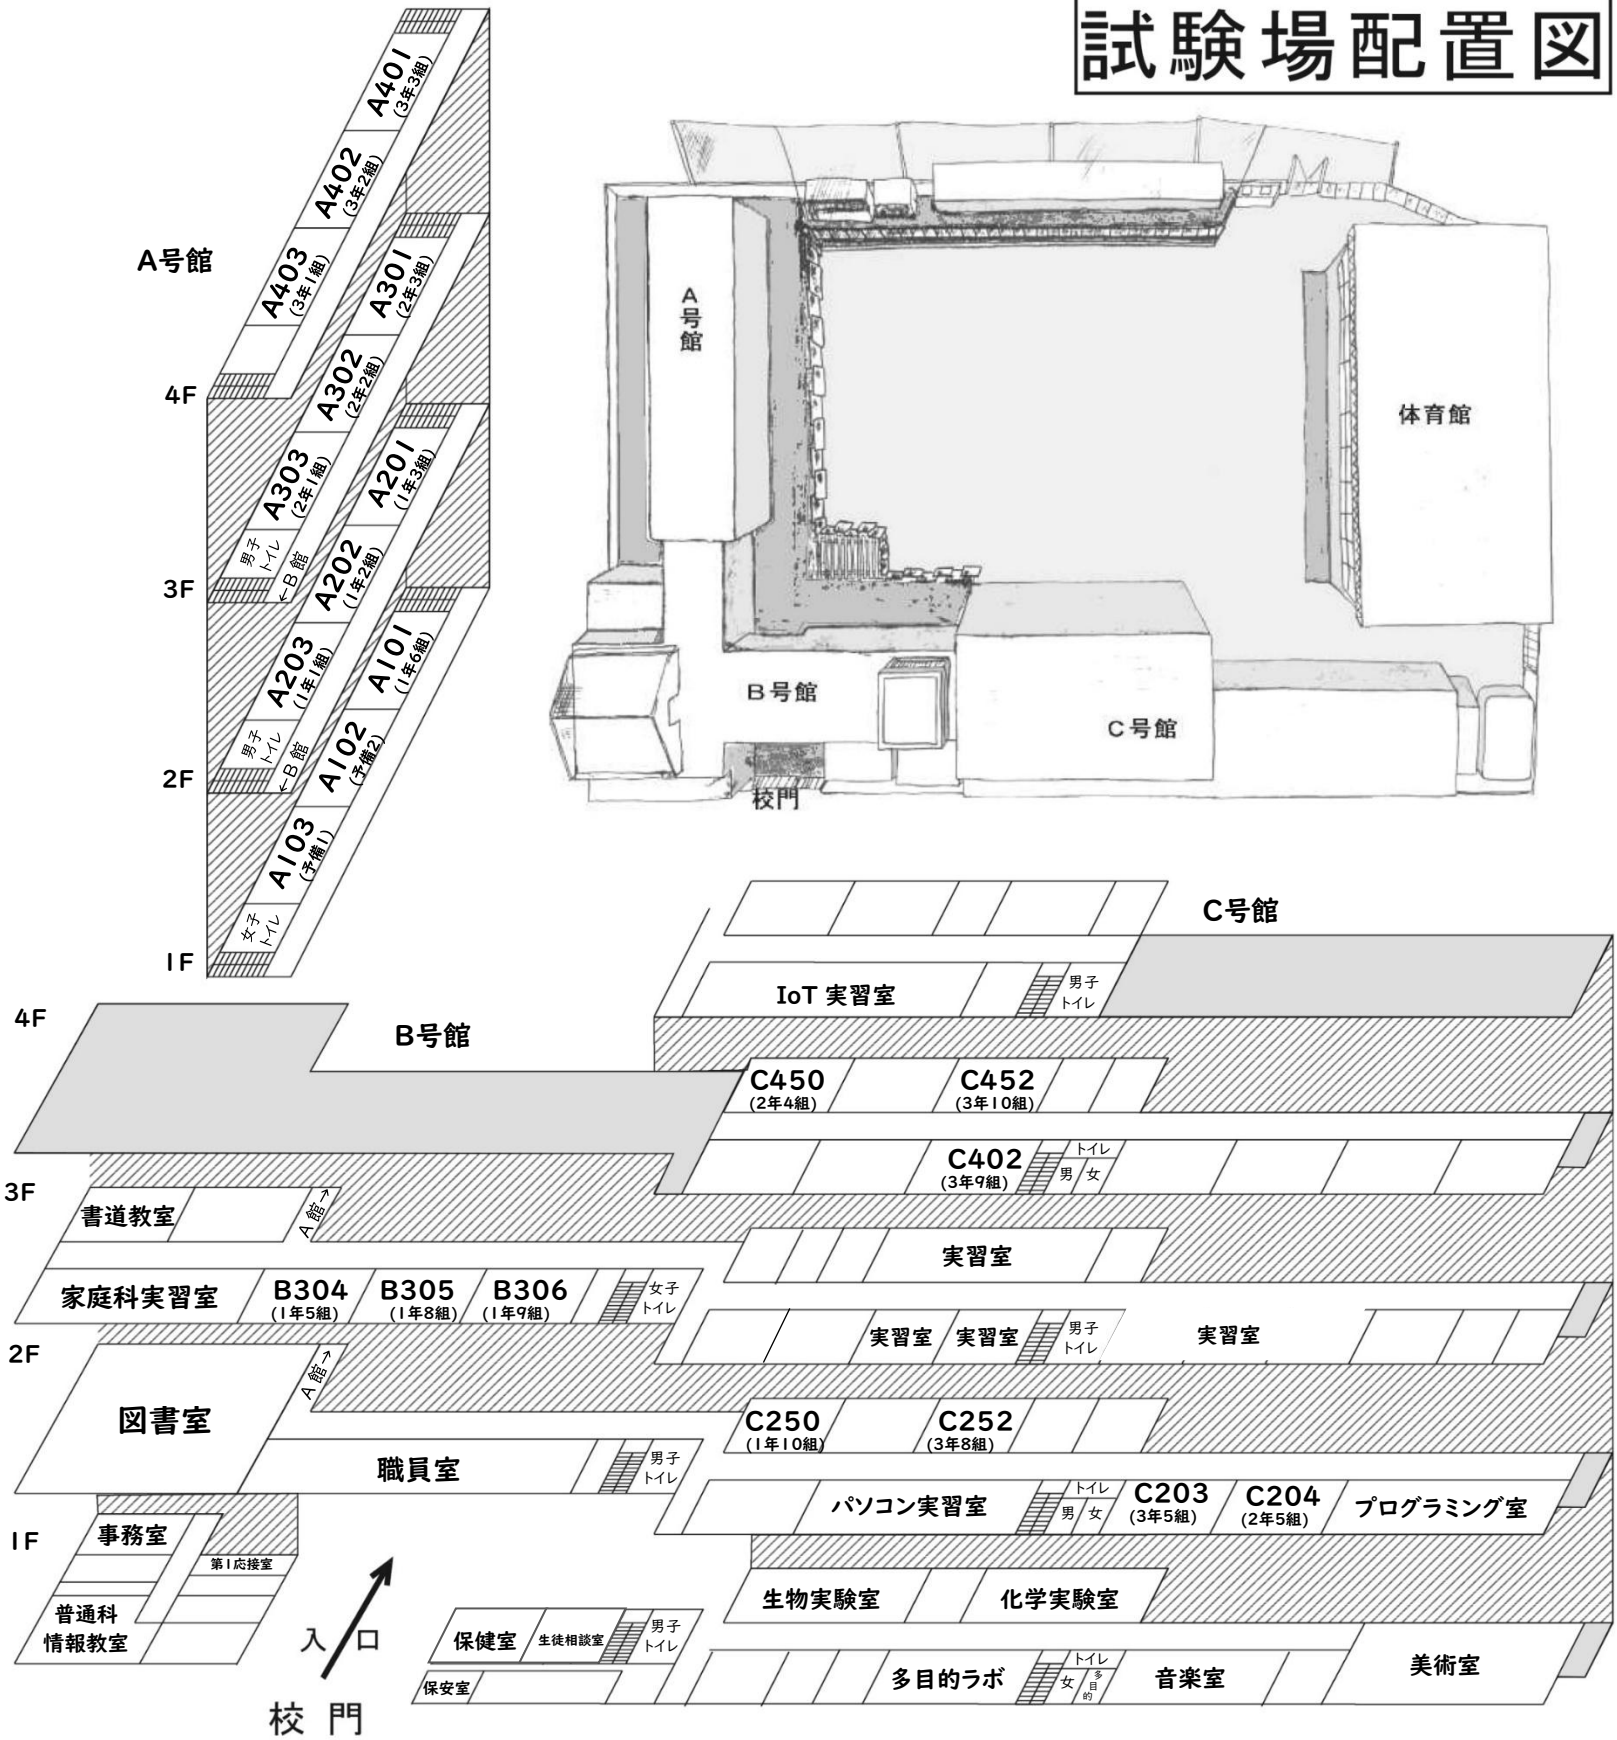 試験場配置図
A号館
A401
(3年3組)
A402
(3年2組)
A403
(3年1組)
4F
A301
(2年3組)
A302
(2年2組)
A303
(2年1組)
男子
トイレ
←B館
3F
A201
(1年3組)
A202
(1年2組)
A203
(1年1組)
男子
トイレ
←B館
2F
A101
(1年6組)
A102
(予備2)
A103
(予備1)
女子
トイレ
1F
A号館
体育館
B号館
C号館
校門
C号館
IoT 実習室
男子
トイレ
4F
B号館
C450
(2年4組)
C452
(3年10組)
C402
(3年9組)
トイレ
男
女
3F
書道教室
A館→
実習室
家庭科実習室
B304
(1年5組)
B305
(1年8組)
B306
(1年9組)
女子
トイレ
実習室
実習室
男子
トイレ
実習室
2F
A館→
図書室
職員室
男子
トイレ
C250
(1年10組)
C252
(3年8組)
パソコン実習室
トイレ
男
女
C203
(3年5組)
C204
(2年5組)
プログラミング室
1F
事務室
第1応接室
普通科
情報教室
入口
校門
保健室
生徒相談室
男子
トイレ
保安室
生物実験室
化学実験室
多目的ラボ
トイレ
女
多目的
音楽室
美術室